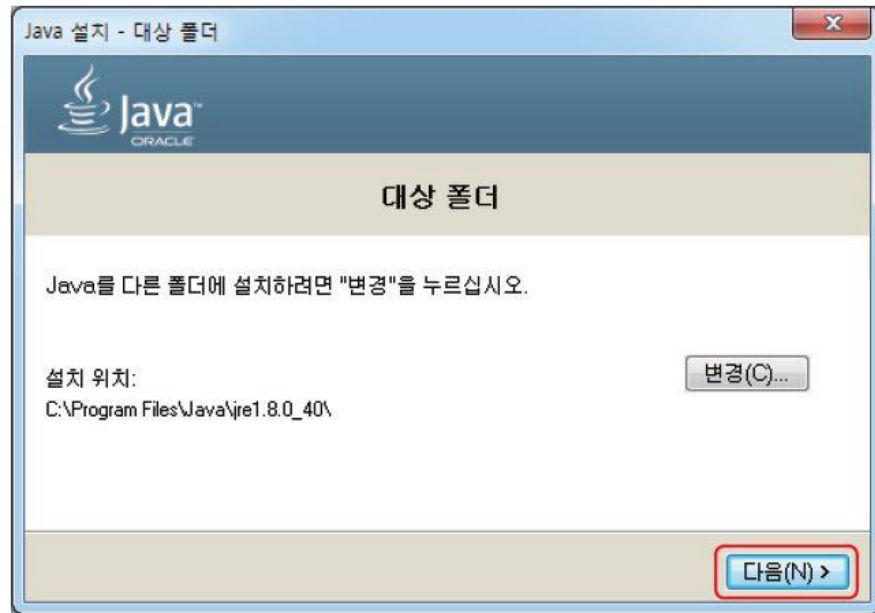 Java 설치 - 대상 폴더
Java™
ORACLE
대상 폴더
Java를 다른 폴더에 설치하려면 "변경"을 누르십시오.
설치 위치:
변경(C)...
C:\Program Files\Java\jre1.8.0_40\
다음(N) >